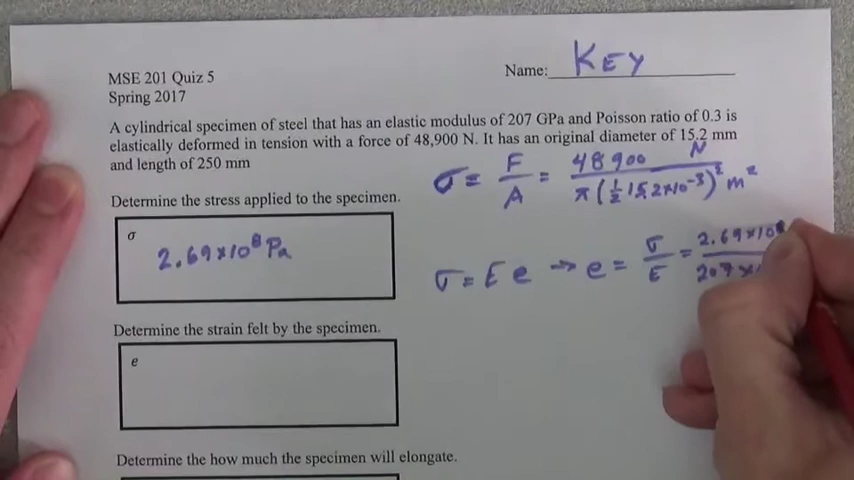 MSE 201 Quiz 5
Name: KEY
Spring 2017
A cylindrical specimen of steel that has an elastic modulus of 207 GPa and Poisson ratio of 0.3 is
elastically deformed in tension with a force of 48,900 N. It has an original diameter of 15.2 mm
and length of 250 mm
σ = F/A = 48900 N / π(½ 15.2×10⁻³)² m²
Determine the stress applied to the specimen.
σ
2.69×10⁸ Pa
σ = E e → e = σ/E = 2.69×10⁸ / 207 ×
Determine the strain felt by the specimen.
e
Determine the how much the specimen will elongate.